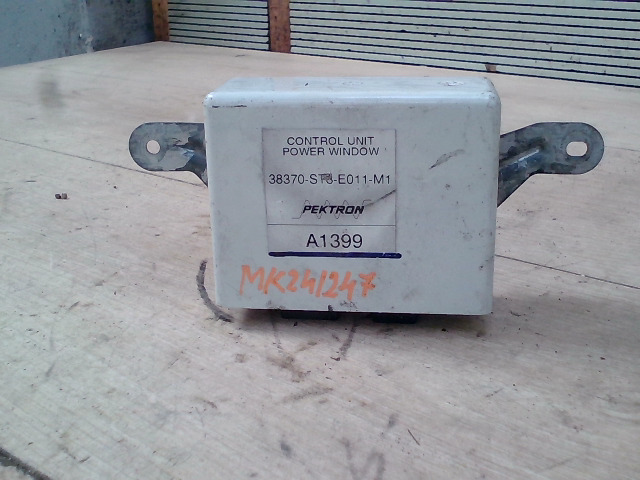 CONTROL UNIT
POWER WINDOW
38370-ST3-E011-M1
PEKTRON
A1399
MK241247